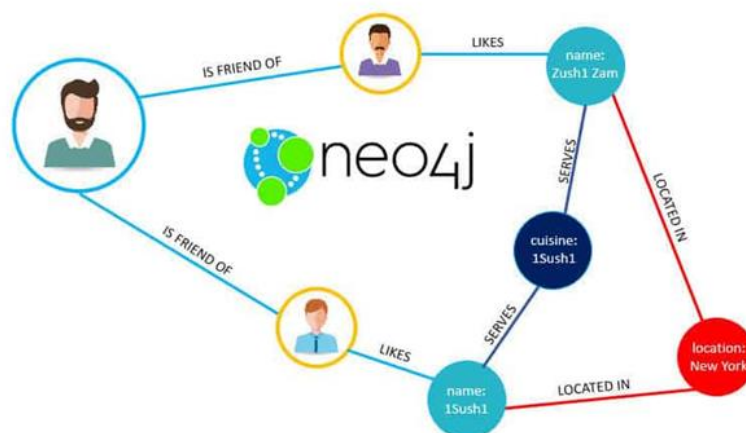 IS FRIEND OF
LIKES
name:
Zush1 Zam
neo4j
SERVES
LOCATED IN
cuisine:
1Sush1
IS FRIEND OF
SERVES
LIKES
name:
1Sush1
LOCATED IN
location:
New York